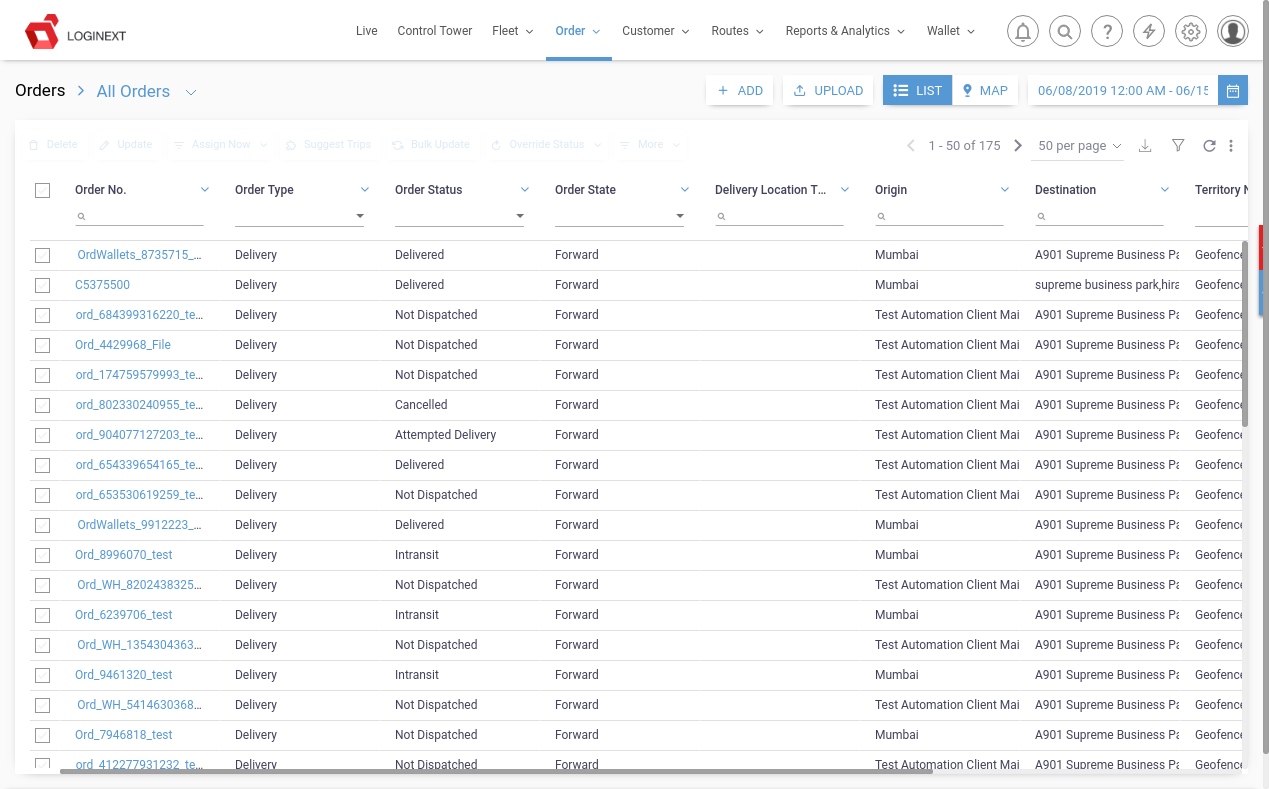 LOGINEXT Live Control Tower Fleet Order Customer Routes Reports & Analytics Wallet
Orders > All Orders + ADD UPLOAD LIST MAP 06/08/2019 12:00 AM - 06/15
Delete Update Assign Now Suggest Trips Bulk Update Override Status More 1 - 50 of 175 50 per page
Order No. Order Type Order Status Order State Delivery Location T... Origin Destination Territory N
OrdWallets_8735715_... Delivery Delivered Forward Mumbai A901 Supreme Business Pa Geofence
C5375500 Delivery Delivered Forward Mumbai supreme business park,hira Geofence
ord_684399316220_te... Delivery Not Dispatched Forward Test Automation Client Mai A901 Supreme Business Pa Geofence
Ord_4429968_File Delivery Not Dispatched Forward Test Automation Client Mai A901 Supreme Business Pa Geofence
ord_174759579993_te... Delivery Not Dispatched Forward Test Automation Client Mai A901 Supreme Business Pa Geofence
ord_802330240955_te... Delivery Cancelled Forward Test Automation Client Mai A901 Supreme Business Pa Geofence
ord_904077127203_te... Delivery Attempted Delivery Forward Test Automation Client Mai A901 Supreme Business Pa Geofence
ord_654339654165_te... Delivery Delivered Forward Test Automation Client Mai A901 Supreme Business Pa Geofence
ord_653530619259_te... Delivery Not Dispatched Forward Test Automation Client Mai A901 Supreme Business Pa Geofence
OrdWallets_9912223_... Delivery Delivered Forward Mumbai A901 Supreme Business Pa Geofence
Ord_8996070_test Delivery Intransit Forward Mumbai A901 Supreme Business Pa Geofence
Ord_WH_8202438325... Delivery Not Dispatched Forward Test Automation Client Mai A901 Supreme Business Pa Geofence
Ord_6239706_test Delivery Intransit Forward Mumbai A901 Supreme Business Pa Geofence
Ord_WH_1354304363... Delivery Not Dispatched Forward Test Automation Client Mai A901 Supreme Business Pa Geofence
Ord_9461320_test Delivery Intransit Forward Mumbai A901 Supreme Business Pa Geofence
Ord_WH_5414630368... Delivery Not Dispatched Forward Test Automation Client Mai A901 Supreme Business Pa Geofence
Ord_7946818_test Delivery Not Dispatched Forward Mumbai A901 Supreme Business Pa Geofence
ord_412277931232_te... Delivery Not Dispatched Forward Test Automation Client Mai A901 Supreme Business Pa Geofence